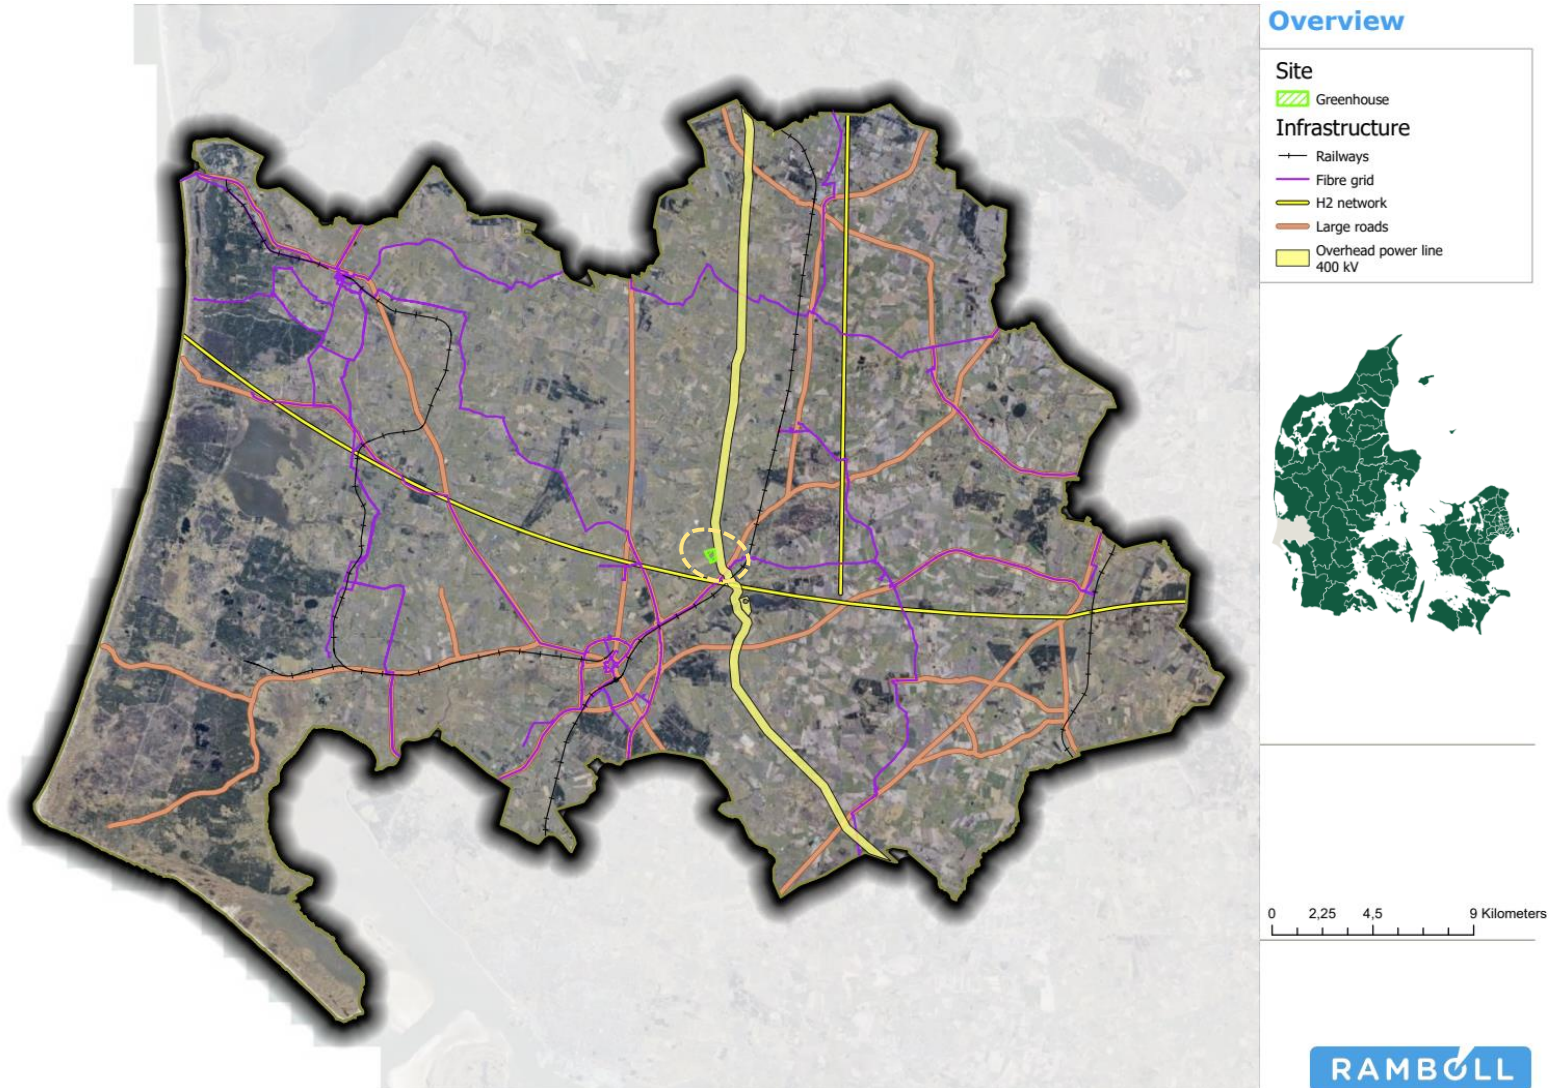 Overview
Site
Greenhouse
Infrastructure
Railways
Fibre grid
H2 network
Large roads
Overhead power line
400 kV
0 2,25 4,5 9 Kilometers
RAMBOLL